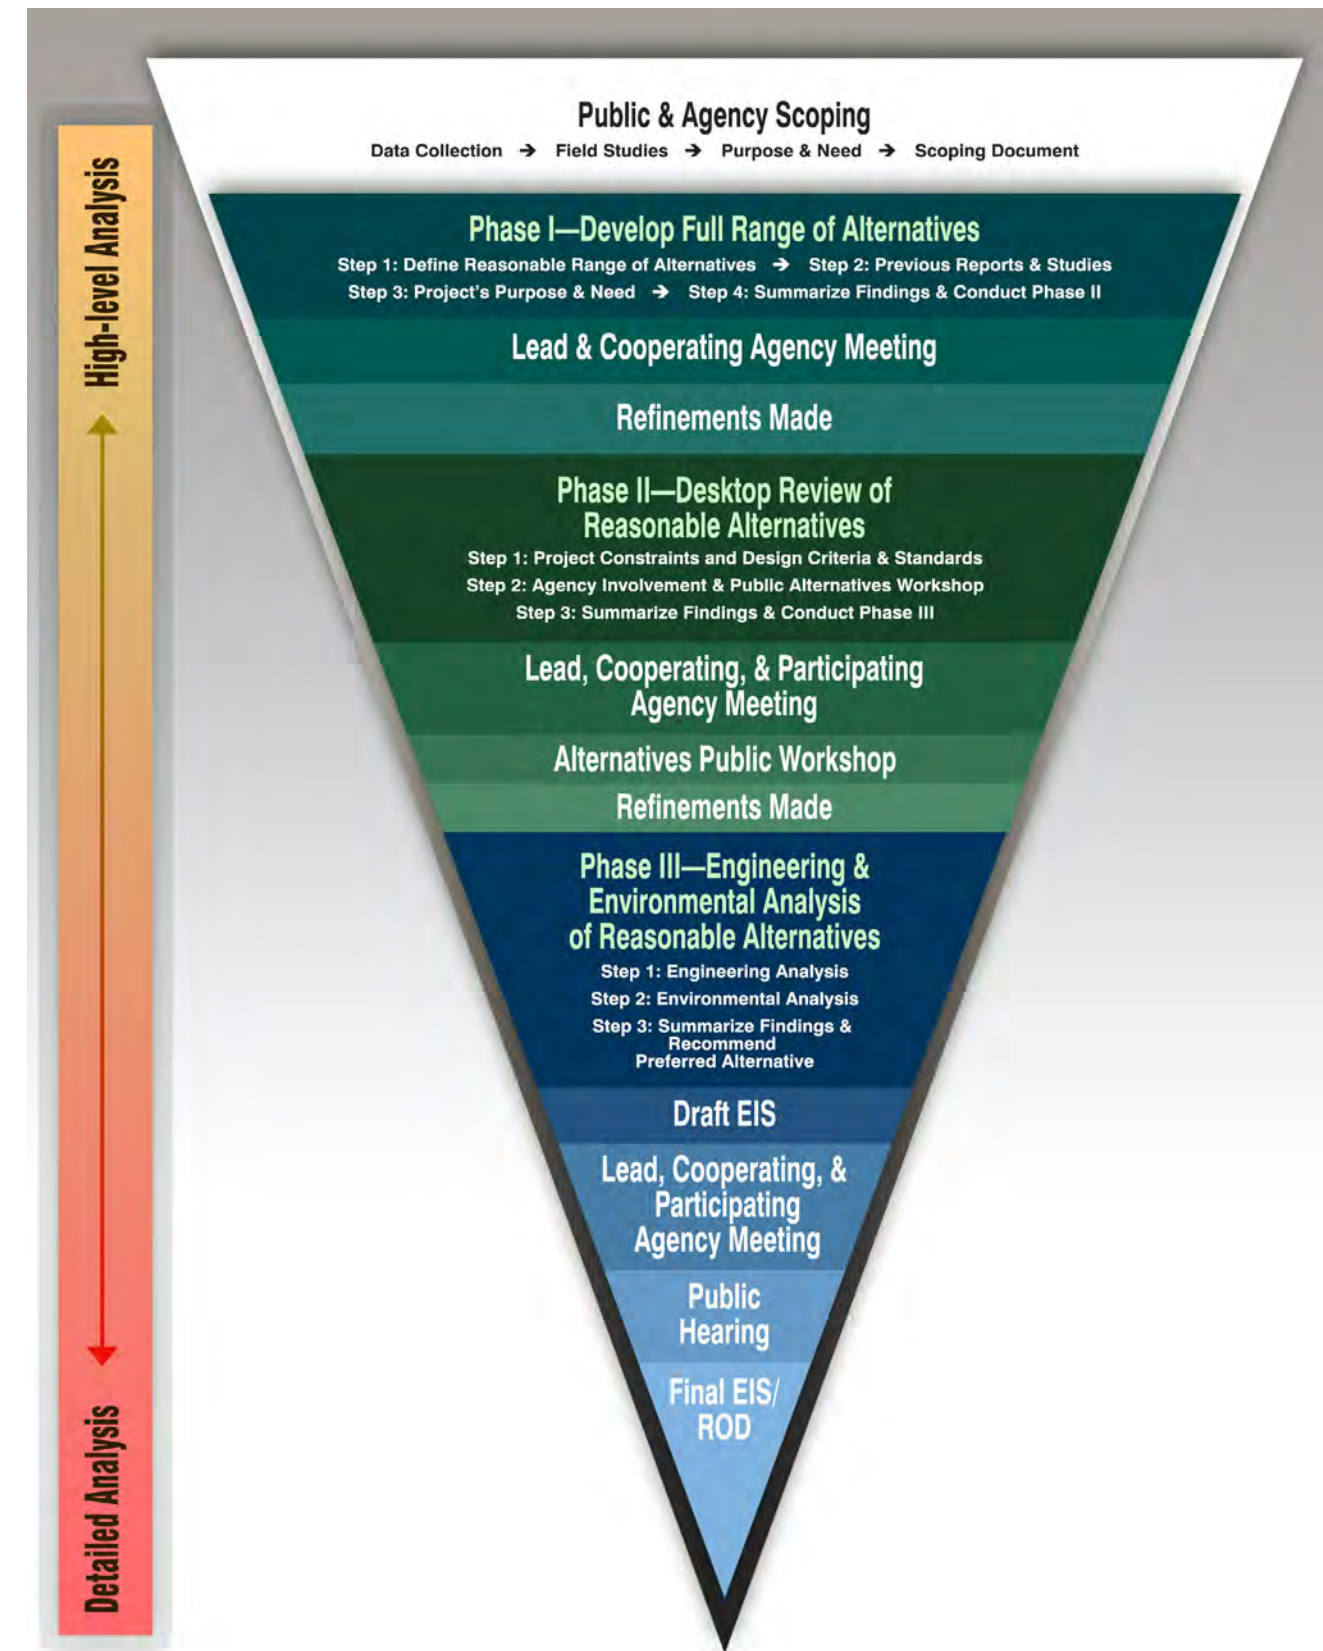 High-level Analysis
Detailed Analysis
Public & Agency Scoping
Data Collection → Field Studies → Purpose & Need → Scoping Document
Phase I—Develop Full Range of Alternatives
Step 1: Define Reasonable Range of Alternatives → Step 2: Previous Reports & Studies
Step 3: Project's Purpose & Need → Step 4: Summarize Findings & Conduct Phase II
Lead & Cooperating Agency Meeting
Refinements Made
Phase II—Desktop Review of
Reasonable Alternatives
Step 1: Project Constraints and Design Criteria & Standards
Step 2: Agency Involvement & Public Alternatives Workshop
Step 3: Summarize Findings & Conduct Phase III
Lead, Cooperating, & Participating
Agency Meeting
Alternatives Public Workshop
Refinements Made
Phase III—Engineering &
Environmental Analysis
of Reasonable Alternatives
Step 1: Engineering Analysis
Step 2: Environmental Analysis
Step 3: Summarize Findings &
Recommend
Preferred Alternative
Draft EIS
Lead, Cooperating, &
Participating
Agency Meeting
Public
Hearing
Final EIS/
ROD